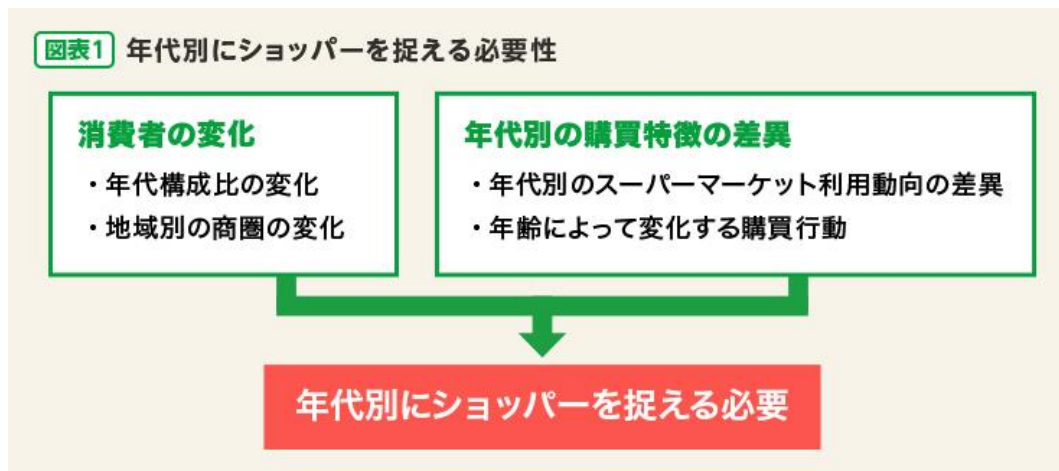 図表1 年代別にショッパーを捉える必要性
消費者の変化
・年代構成比の変化
・地域別の商圏の変化
年代別の購買特徴の差異
・年代別のスーパーマーケット利用動向の差異
・年齢によって変化する購買行動
年代別にショッパーを捉える必要